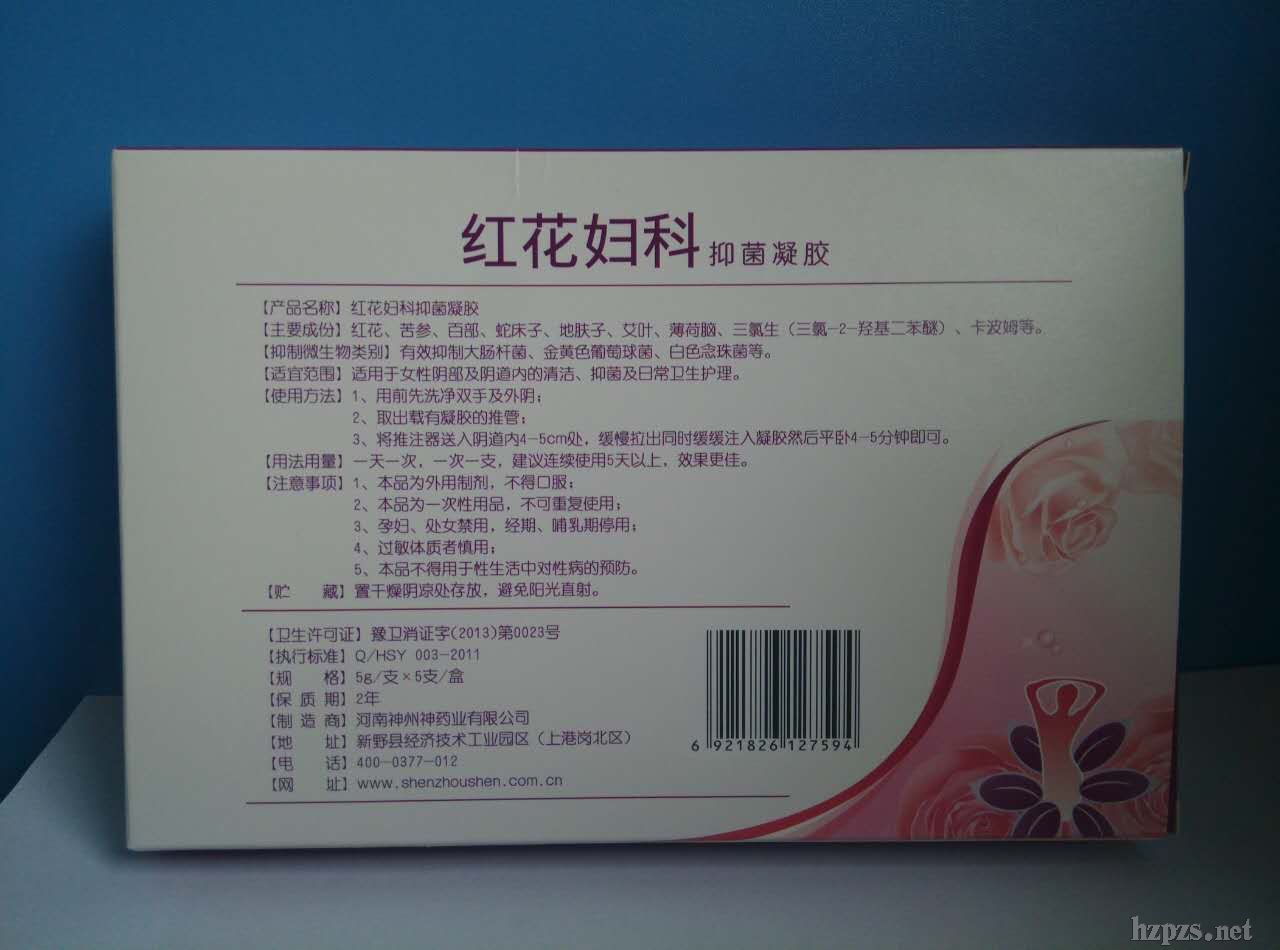 红花妇科 抑菌凝胶
【产品名称】红花妇科抑菌凝胶
【主要成份】红花、苦参、百部、蛇床子、地肤子、艾叶、薄荷脑、三氯生（三氯-2-羟基二苯醚）、卡波姆等。
【抑制微生物类别】有效抑制大肠杆菌、金黄色葡萄球菌、白色念珠菌等。
【适宜范围】适用于女性阴部及阴道内的清洁、抑菌及日常卫生护理。
【使用方法】1、用前先洗净双手及外阴；
2、取出载有凝胶的推管；
3、将推注器送入阴道内4-5cm处，缓慢拉出同时缓缓注入凝胶然后平卧4-5分钟即可。
【用法用量】一天一次，一次一支，建议连续使用5天以上，效果更佳。
【注意事项】1、本品为外用制剂，不得口服；
2、本品为一次性用品，不可重复使用；
3、孕妇、处女禁用，经期、哺乳期停用；
4、过敏体质者慎用；
5、本品不得用于性生活中对性病的预防。
【贮 藏】置干燥阴凉处存放，避免阳光直射。
【卫生许可证】豫卫消证字(2013)第0023号
【执行标准】Q/HSY 003-2011
【规 格】5g/支×5支/盒
【保 质 期】2年
【制 造 商】河南神州神药业有限公司
【地 址】新野县经济技术工业园区（上港岗北区）
【电 话】400-0377-012
【网 址】www.shenzhoushen.com.cn
6 921826 127594
hzpzs.net